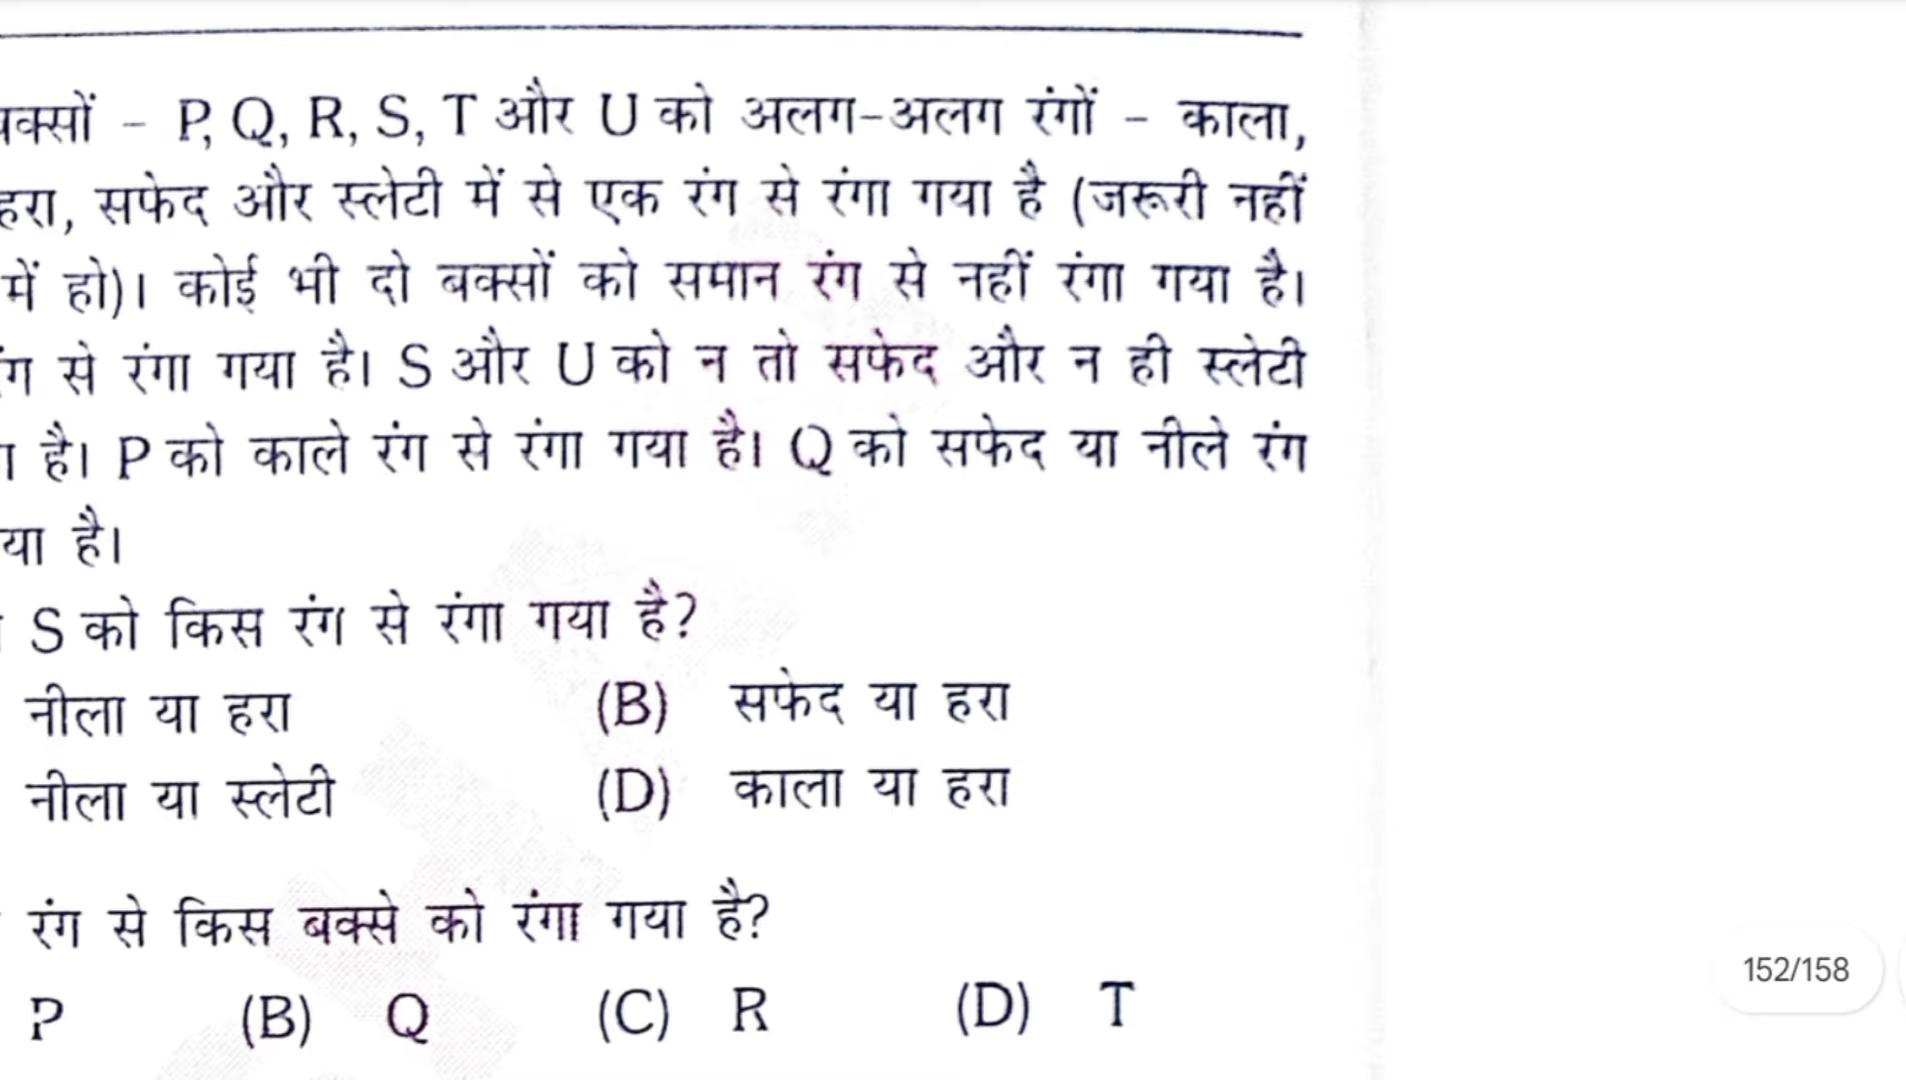 बक्सों - P, Q, R, S, T और U को अलग-अलग रंगों - काला,
हरा, सफेद और स्लेटी में से एक रंग से रंगा गया है (जरूरी नहीं
में हो)। कोई भी दो बक्सों को समान रंग से नहीं रंगा गया है।
से रंगा गया है। S और U को न तो सफेद और न ही स्लेटी
है। P को काले रंग से रंगा गया है। Q को सफेद या नीले रंग
है।
S को किस रंग से रंगा गया है?
नीला या हरा (B) सफेद या हरा
नीला या स्लेटी (D) काला या हरा
रंग से किस बक्से को रंगा गया है?
P (B) Q (C) R (D) T
152/158